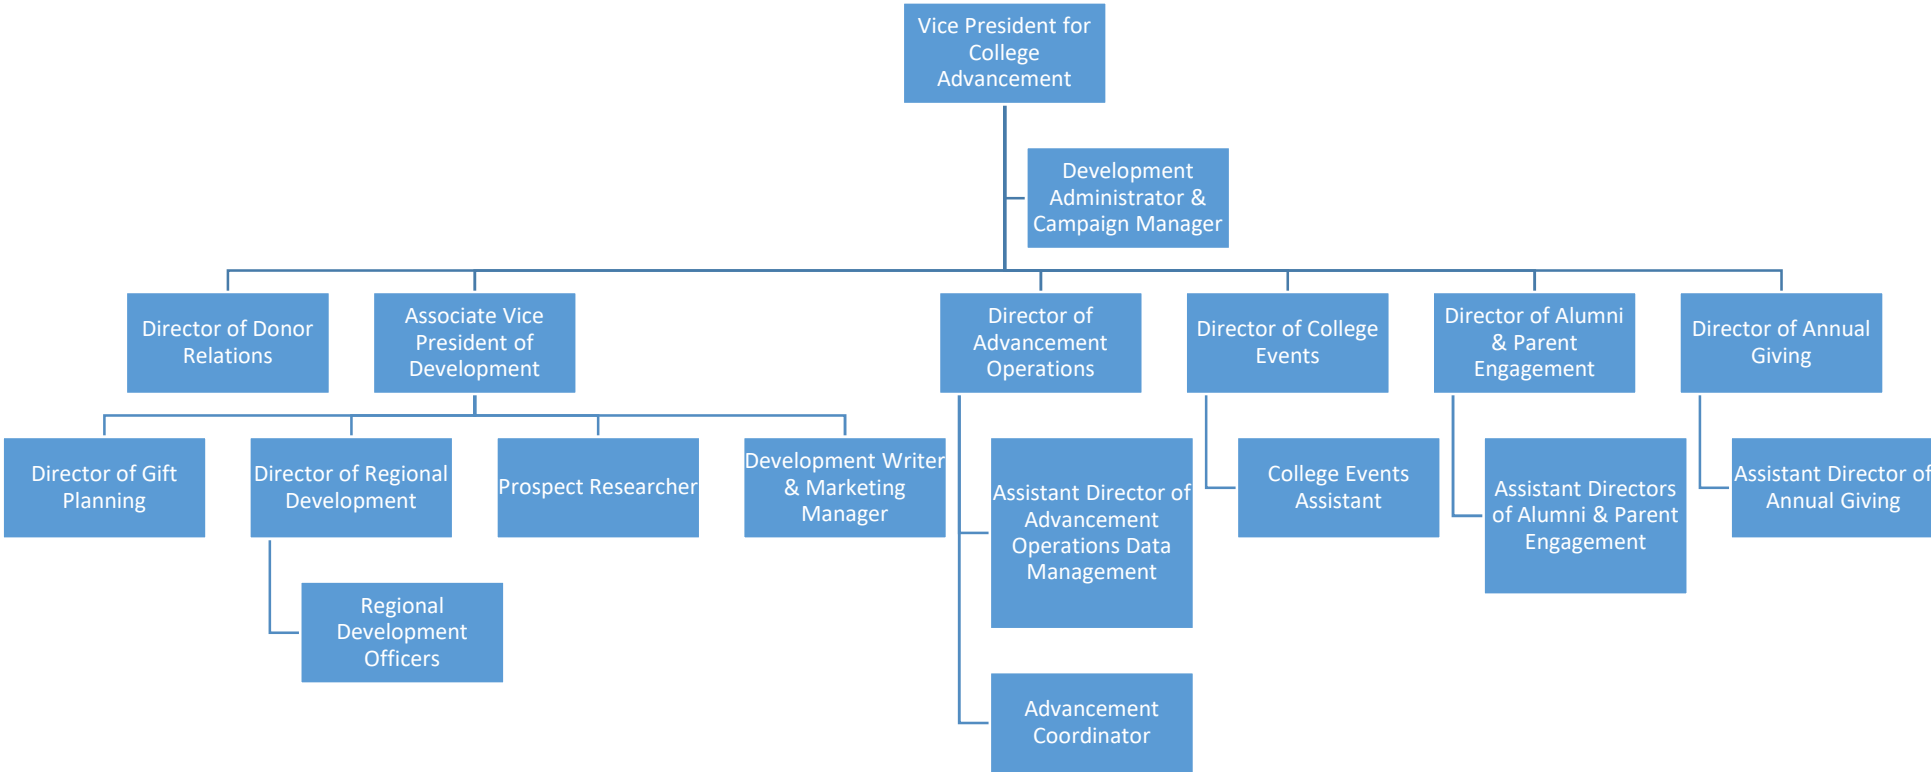 Vice President for
College
Advancement
Development
Administrator &
Campaign Manager
Director of Donor
Relations
Associate Vice
President of
Development
Director of
Advancement
Operations
Director of College
Events
Director of Alumni
& Parent
Engagement
Director of Annual
Giving
Director of Gift
Planning
Director of Regional
Development
Prospect Researcher
Development Writer
& Marketing
Manager
Assistant Director of
Advancement
Operations Data
Management
College Events
Assistant
Assistant Directors
of Alumni & Parent
Engagement
Assistant Director of
Annual Giving
Regional
Development
Officers
Advancement
Coordinator